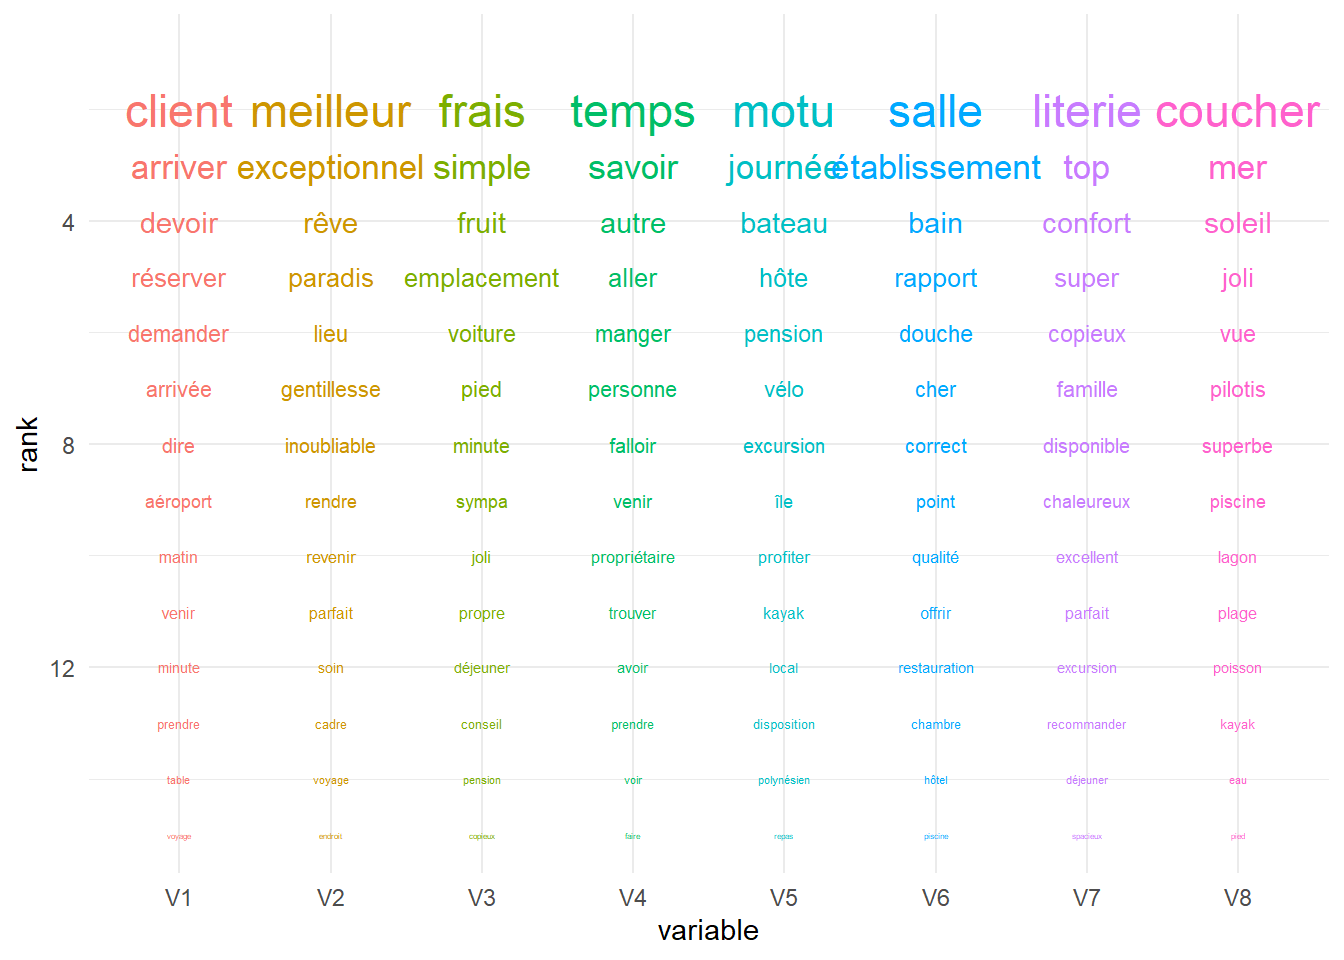 client meilleur frais temps motu salle literie coucher
arriver exceptionnel simple savoir journée établissement top mer
4 devoir rêve fruit autre bateau bain confort soleil
réserver paradis emplacement aller hôte rapport super joli
demander lieu voiture manger pension douche copieux vue
arrivée gentillesse pied personne vélo cher famille pilotis
rank
8 dire inoubliable minute falloir excursion correct disponible superbe
aéroport rendre sympa venir île point chaleureux piscine
matin revenir joli propriétaire profiter qualité excellent lagon
venir parfait propre trouver kayak offrir parfait plage
12 minute soin déjeuner avoir local restauration excursion poisson
prendre cadre conseil prendre disposition chambre recommander kayak
table voyage pension voir polynésien hôtel déjeuner eau
voyage endroit copieux faire repas piscine spacieux pied
V1 V2 V3 V4 V5 V6 V7 V8
variable